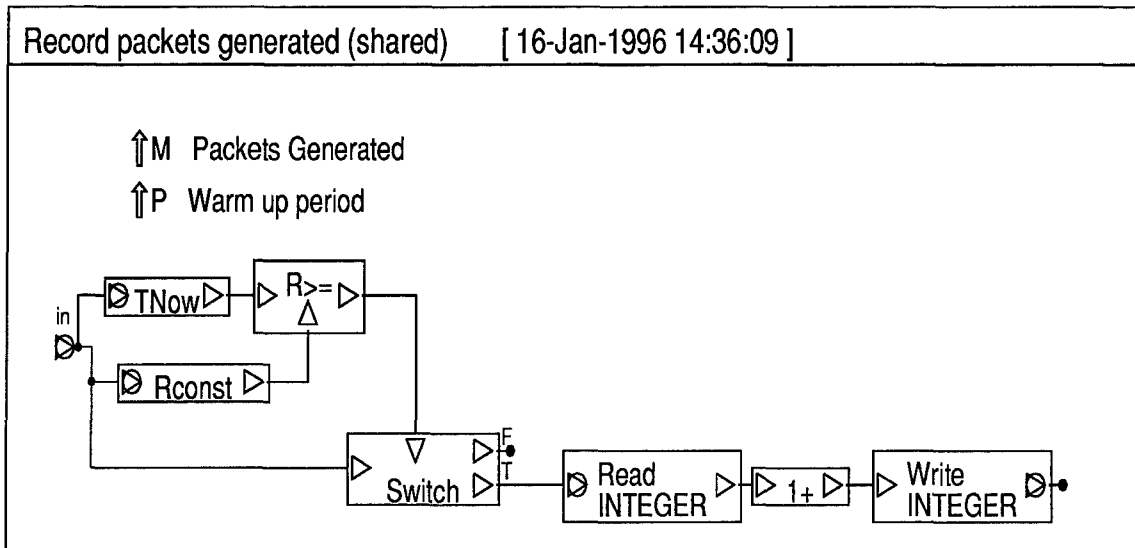 Record packets generated (shared) [ 16-Jan-1996 14:36:09 ]
⇑M Packets Generated
⇑P Warm up period
in
TNow
R>=
Rconst
Switch
F
T
Read
INTEGER
1+
Write
INTEGER